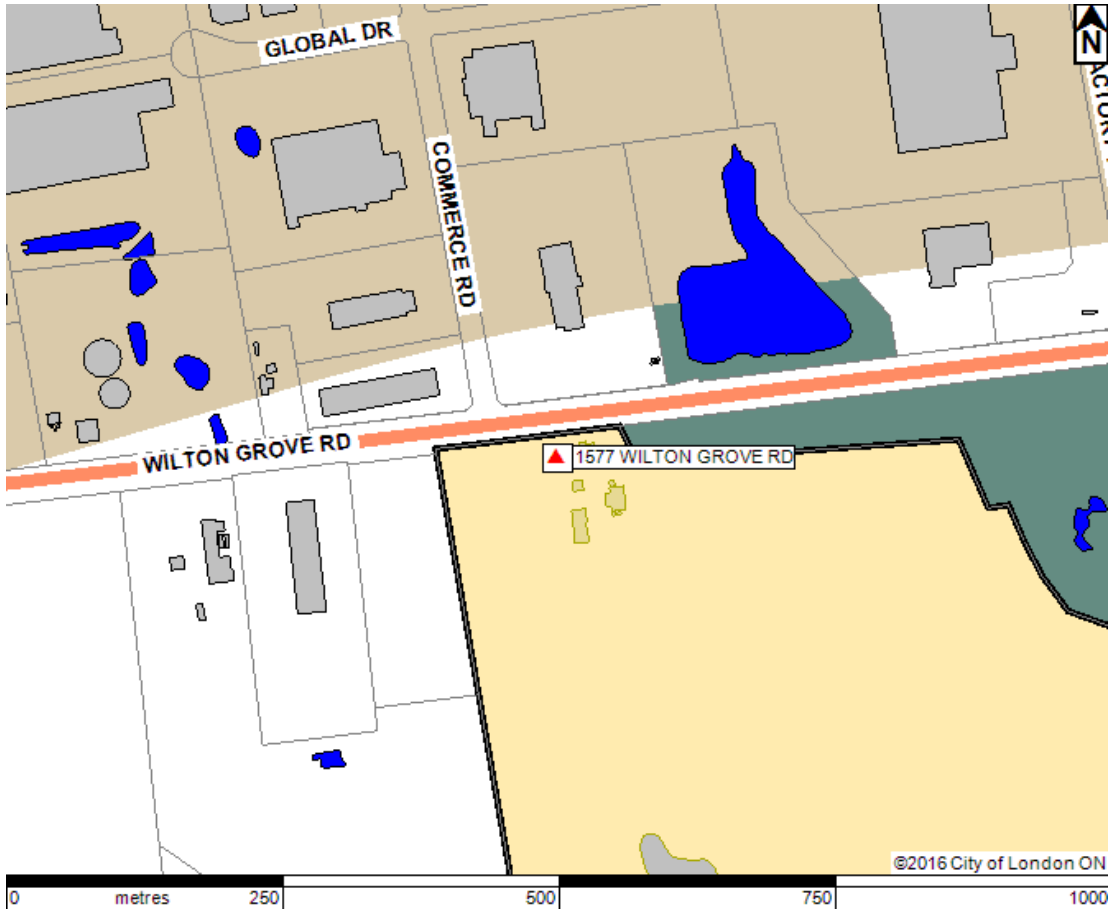 GLOBAL DR
N
COMMERCE RD
WILTON GROVE RD
1577 WILTON GROVE RD
©2016 City of London ON
0 metres 250 500 750 1000